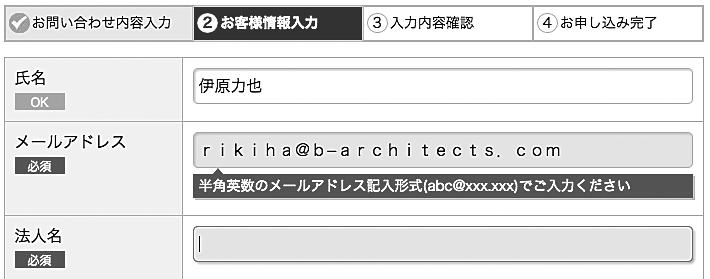 お問い合わせ内容入力 ②お客様情報入力 ③入力内容確認 ④お申し込み完了
氏名 伊原力也
OK
メールアドレス ｒｉｋｉｈａ＠ｂ−ａｒｃｈｉｔｅｃｔｓ．ｃｏｍ
必須
半角英数のメールアドレス記入形式(abc@xxx.xxx)でご入力ください
法人名
必須